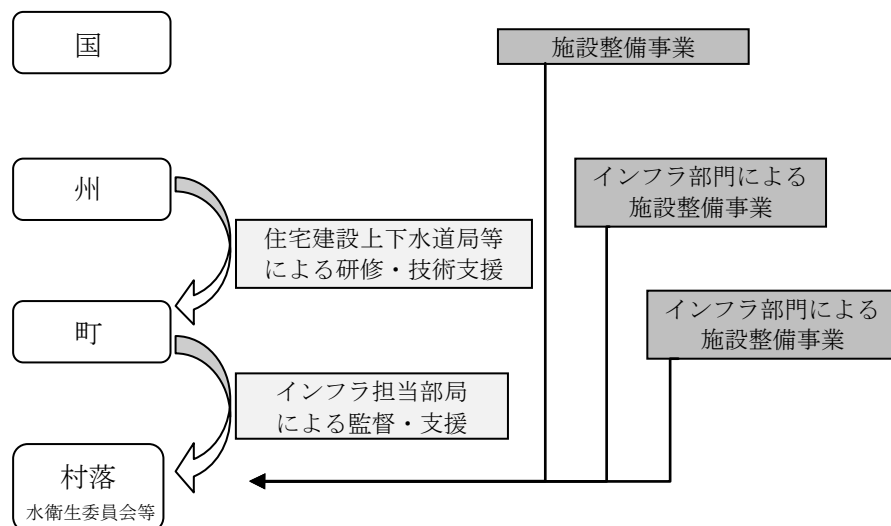 国
施設整備事業
州
インフラ部門による
施設整備事業
住宅建設上下水道局等
による研修・技術支援
町
インフラ部門による
施設整備事業
インフラ担当部局
による監督・支援
村落
水衛生委員会等